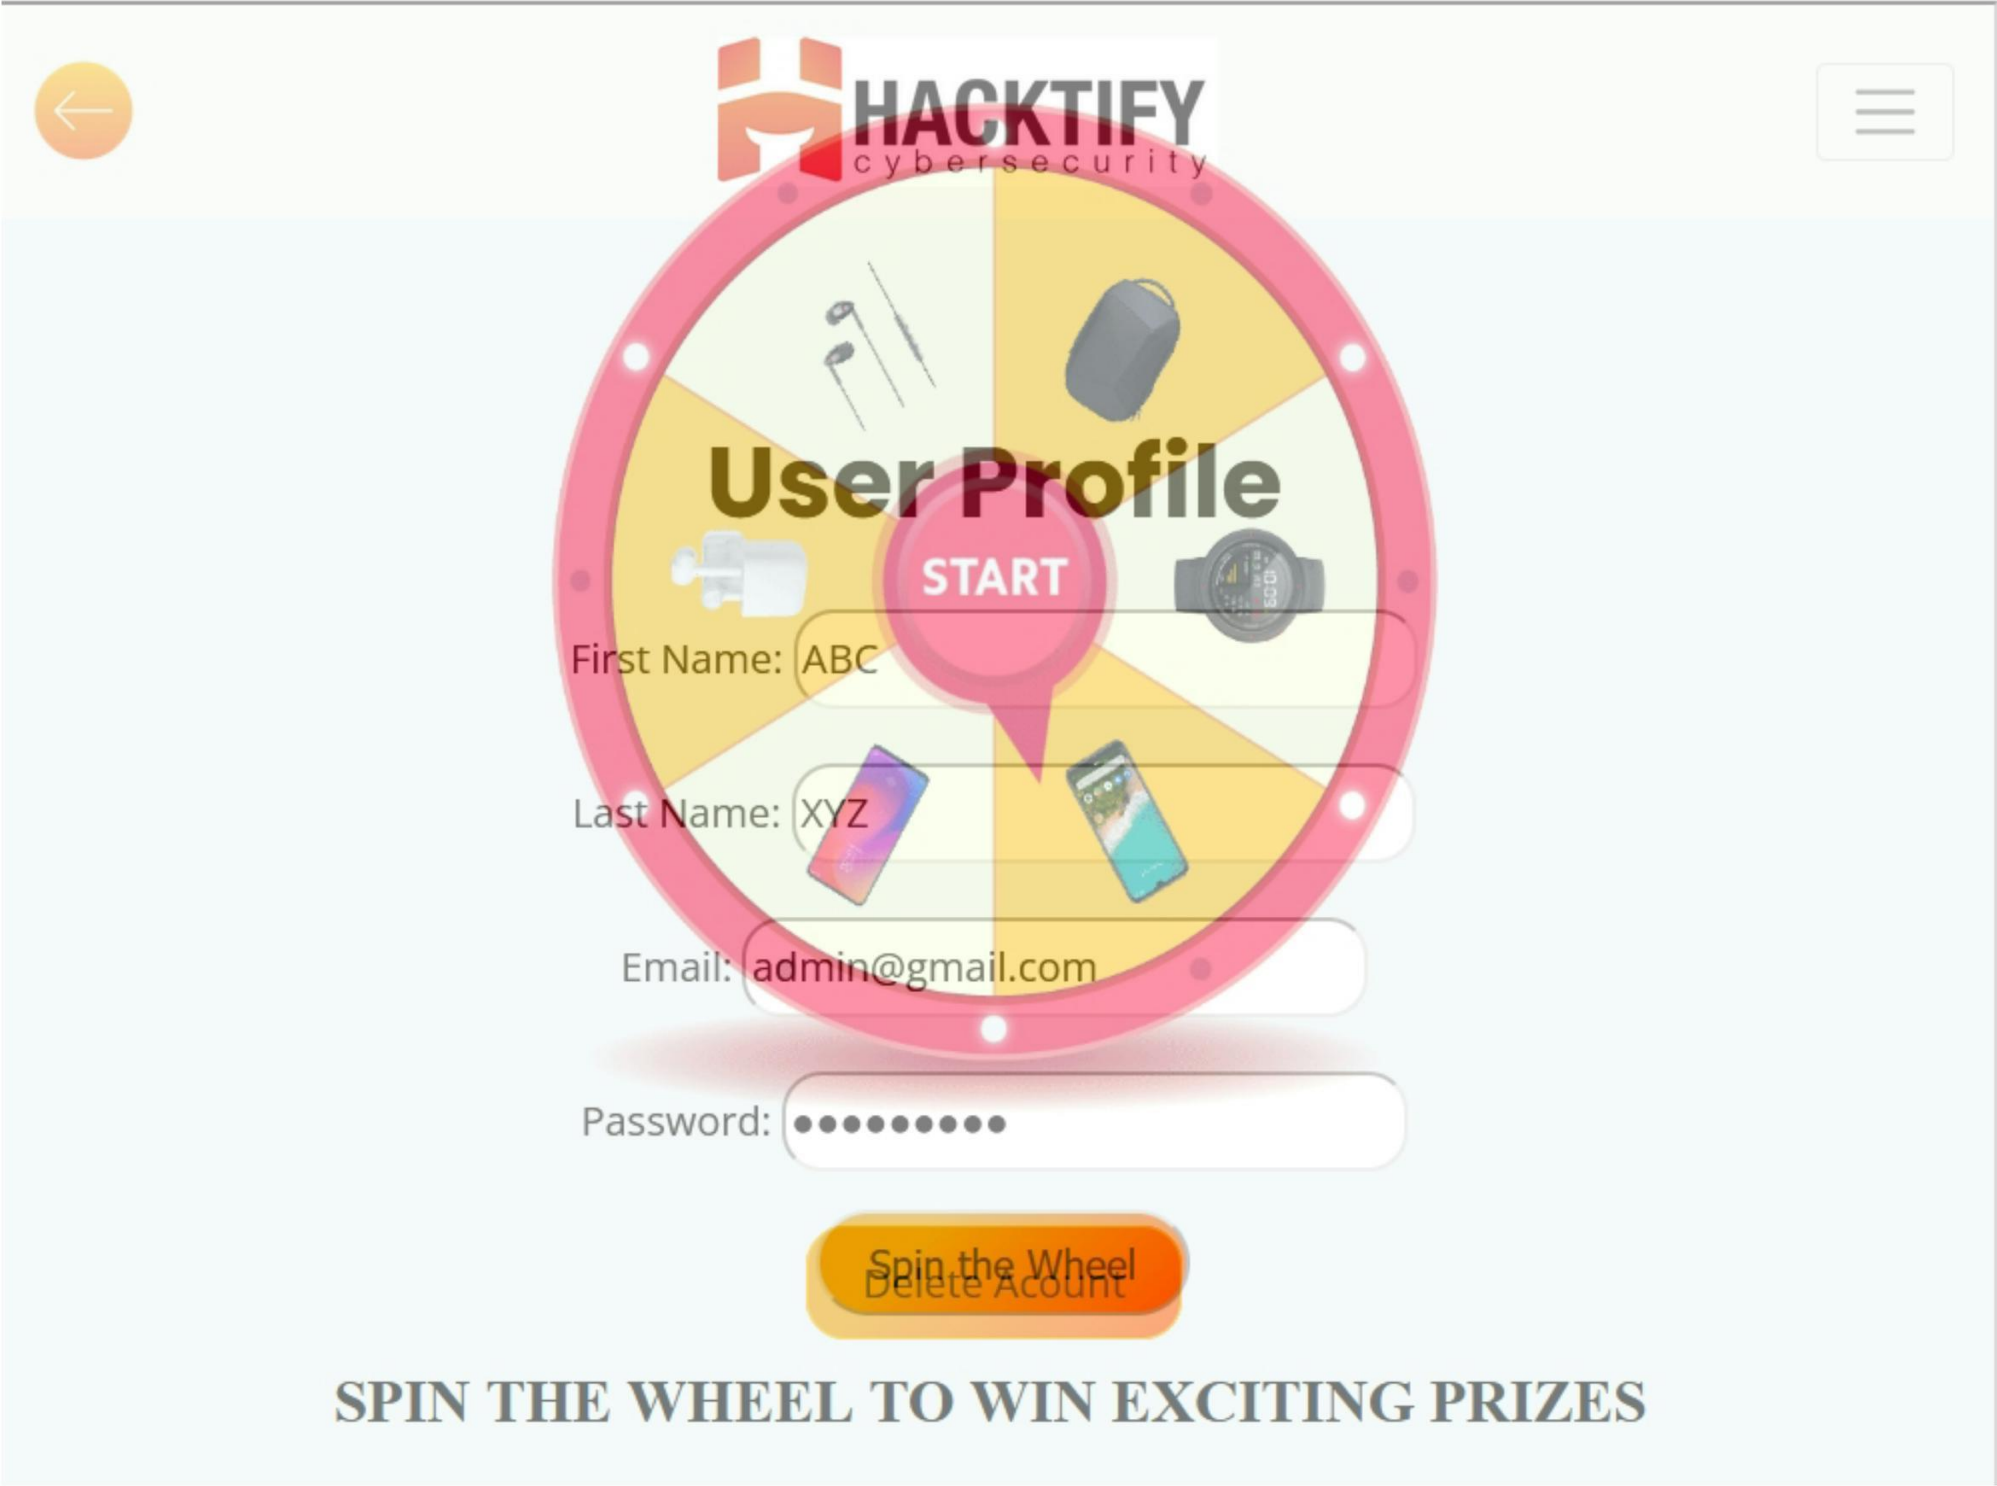 HACKTIFY
cybersecurity
User Profile
START
First Name: ABC
Last Name: XYZ
Email: admin@gmail.com
Password: •••••••••
Spin the Wheel
Delete Acount
SPIN THE WHEEL TO WIN EXCITING PRIZES